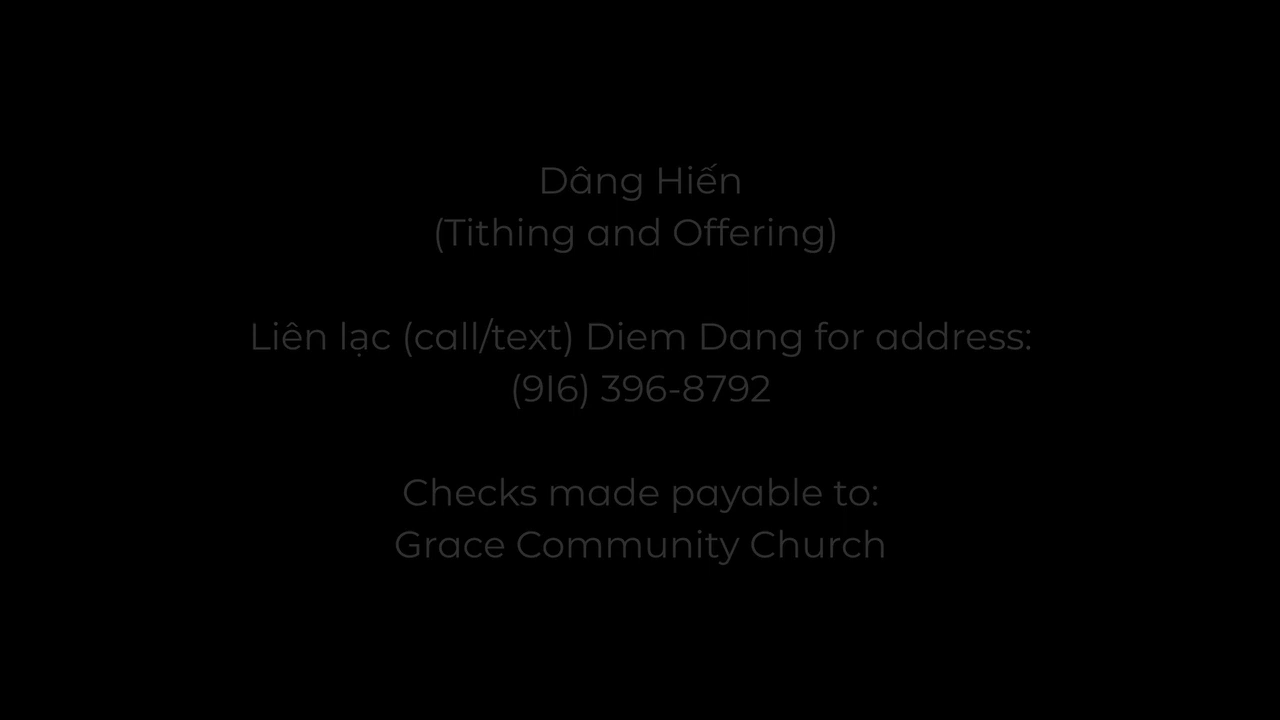 Dâng Hiến
(Tithing and Offering)
Liên lạc (call/text) Diem Dang for address:
(916) 396-8792
Checks made payable to:
Grace Community Church